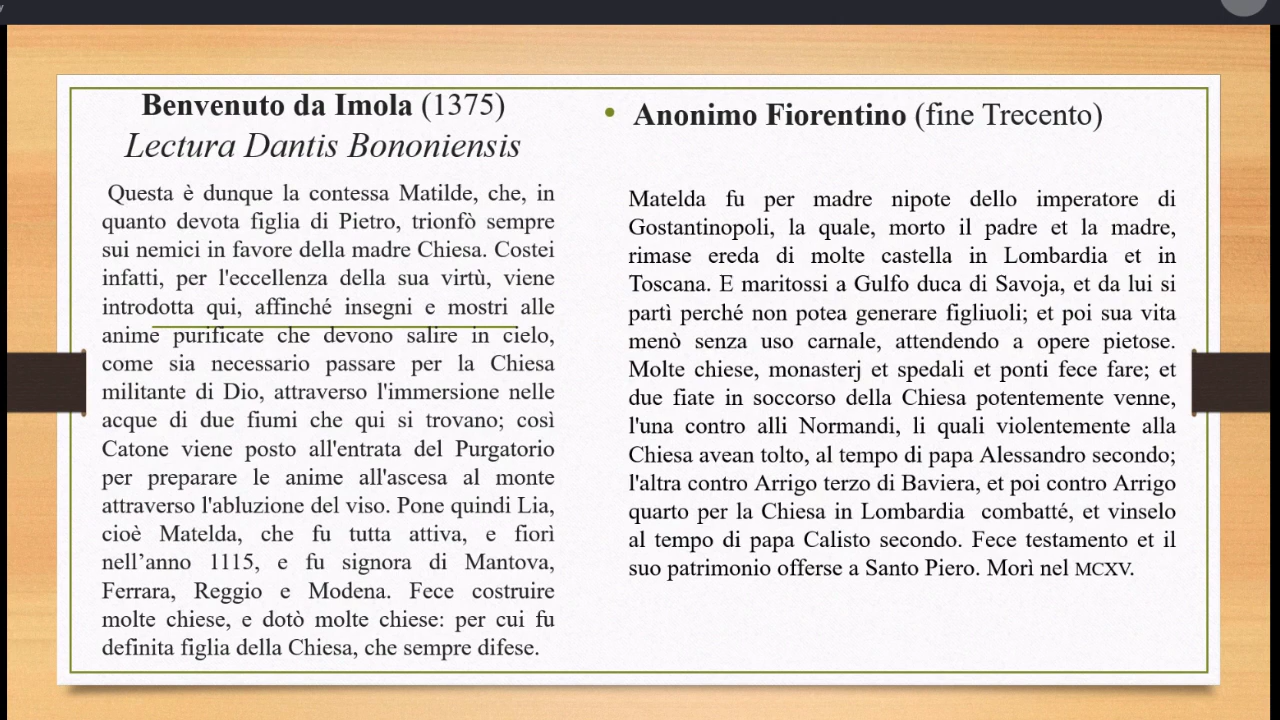 Benvenuto da Imola (1375)
Lectura Dantis Bononiensis
Questa è dunque la contessa Matilde, che, in
quanto devota figlia di Pietro, trionfò sempre
sui nemici in favore della madre Chiesa. Costei
infatti, per l'eccellenza della sua virtù, viene
introdotta qui, affinché insegni e mostri alle
anime purificate che devono salire in cielo,
come sia necessario passare per la Chiesa
militante di Dio, attraverso l'immersione nelle
acque di due fiumi che qui si trovano; così
Catone viene posto all'entrata del Purgatorio
per preparare le anime all'ascesa al monte
attraverso l'abluzione del viso. Pone quindi Lia,
cioè Matelda, che fu tutta attiva, e fiorì
nell’anno 1115, e fu signora di Mantova,
Ferrara, Reggio e Modena. Fece costruire
molte chiese, e dotò molte chiese: per cui fu
definita figlia della Chiesa, che sempre difese.
• Anonimo Fiorentino (fine Trecento)
Matelda fu per madre nipote dello imperatore di
Gostantinopoli, la quale, morto il padre et la madre,
rimase ereda di molte castella in Lombardia et in
Toscana. E maritossi a Gulfo duca di Savoja, et da lui si
partì perché non potea generare figliuoli; et poi sua vita
menò senza uso carnale, attendendo a opere pietose.
Molte chiese, monasterj et spedali et ponti fece fare; et
due fiate in soccorso della Chiesa potentemente venne,
l'una contro alli Normandi, li quali violentemente alla
Chiesa avean tolto, al tempo di papa Alessandro secondo;
l'altra contro Arrigo terzo di Baviera, et poi contro Arrigo
quarto per la Chiesa in Lombardia combatté, et vinselo
al tempo di papa Calisto secondo. Fece testamento et il
suo patrimonio offerse a Santo Piero. Morì nel MCXV.